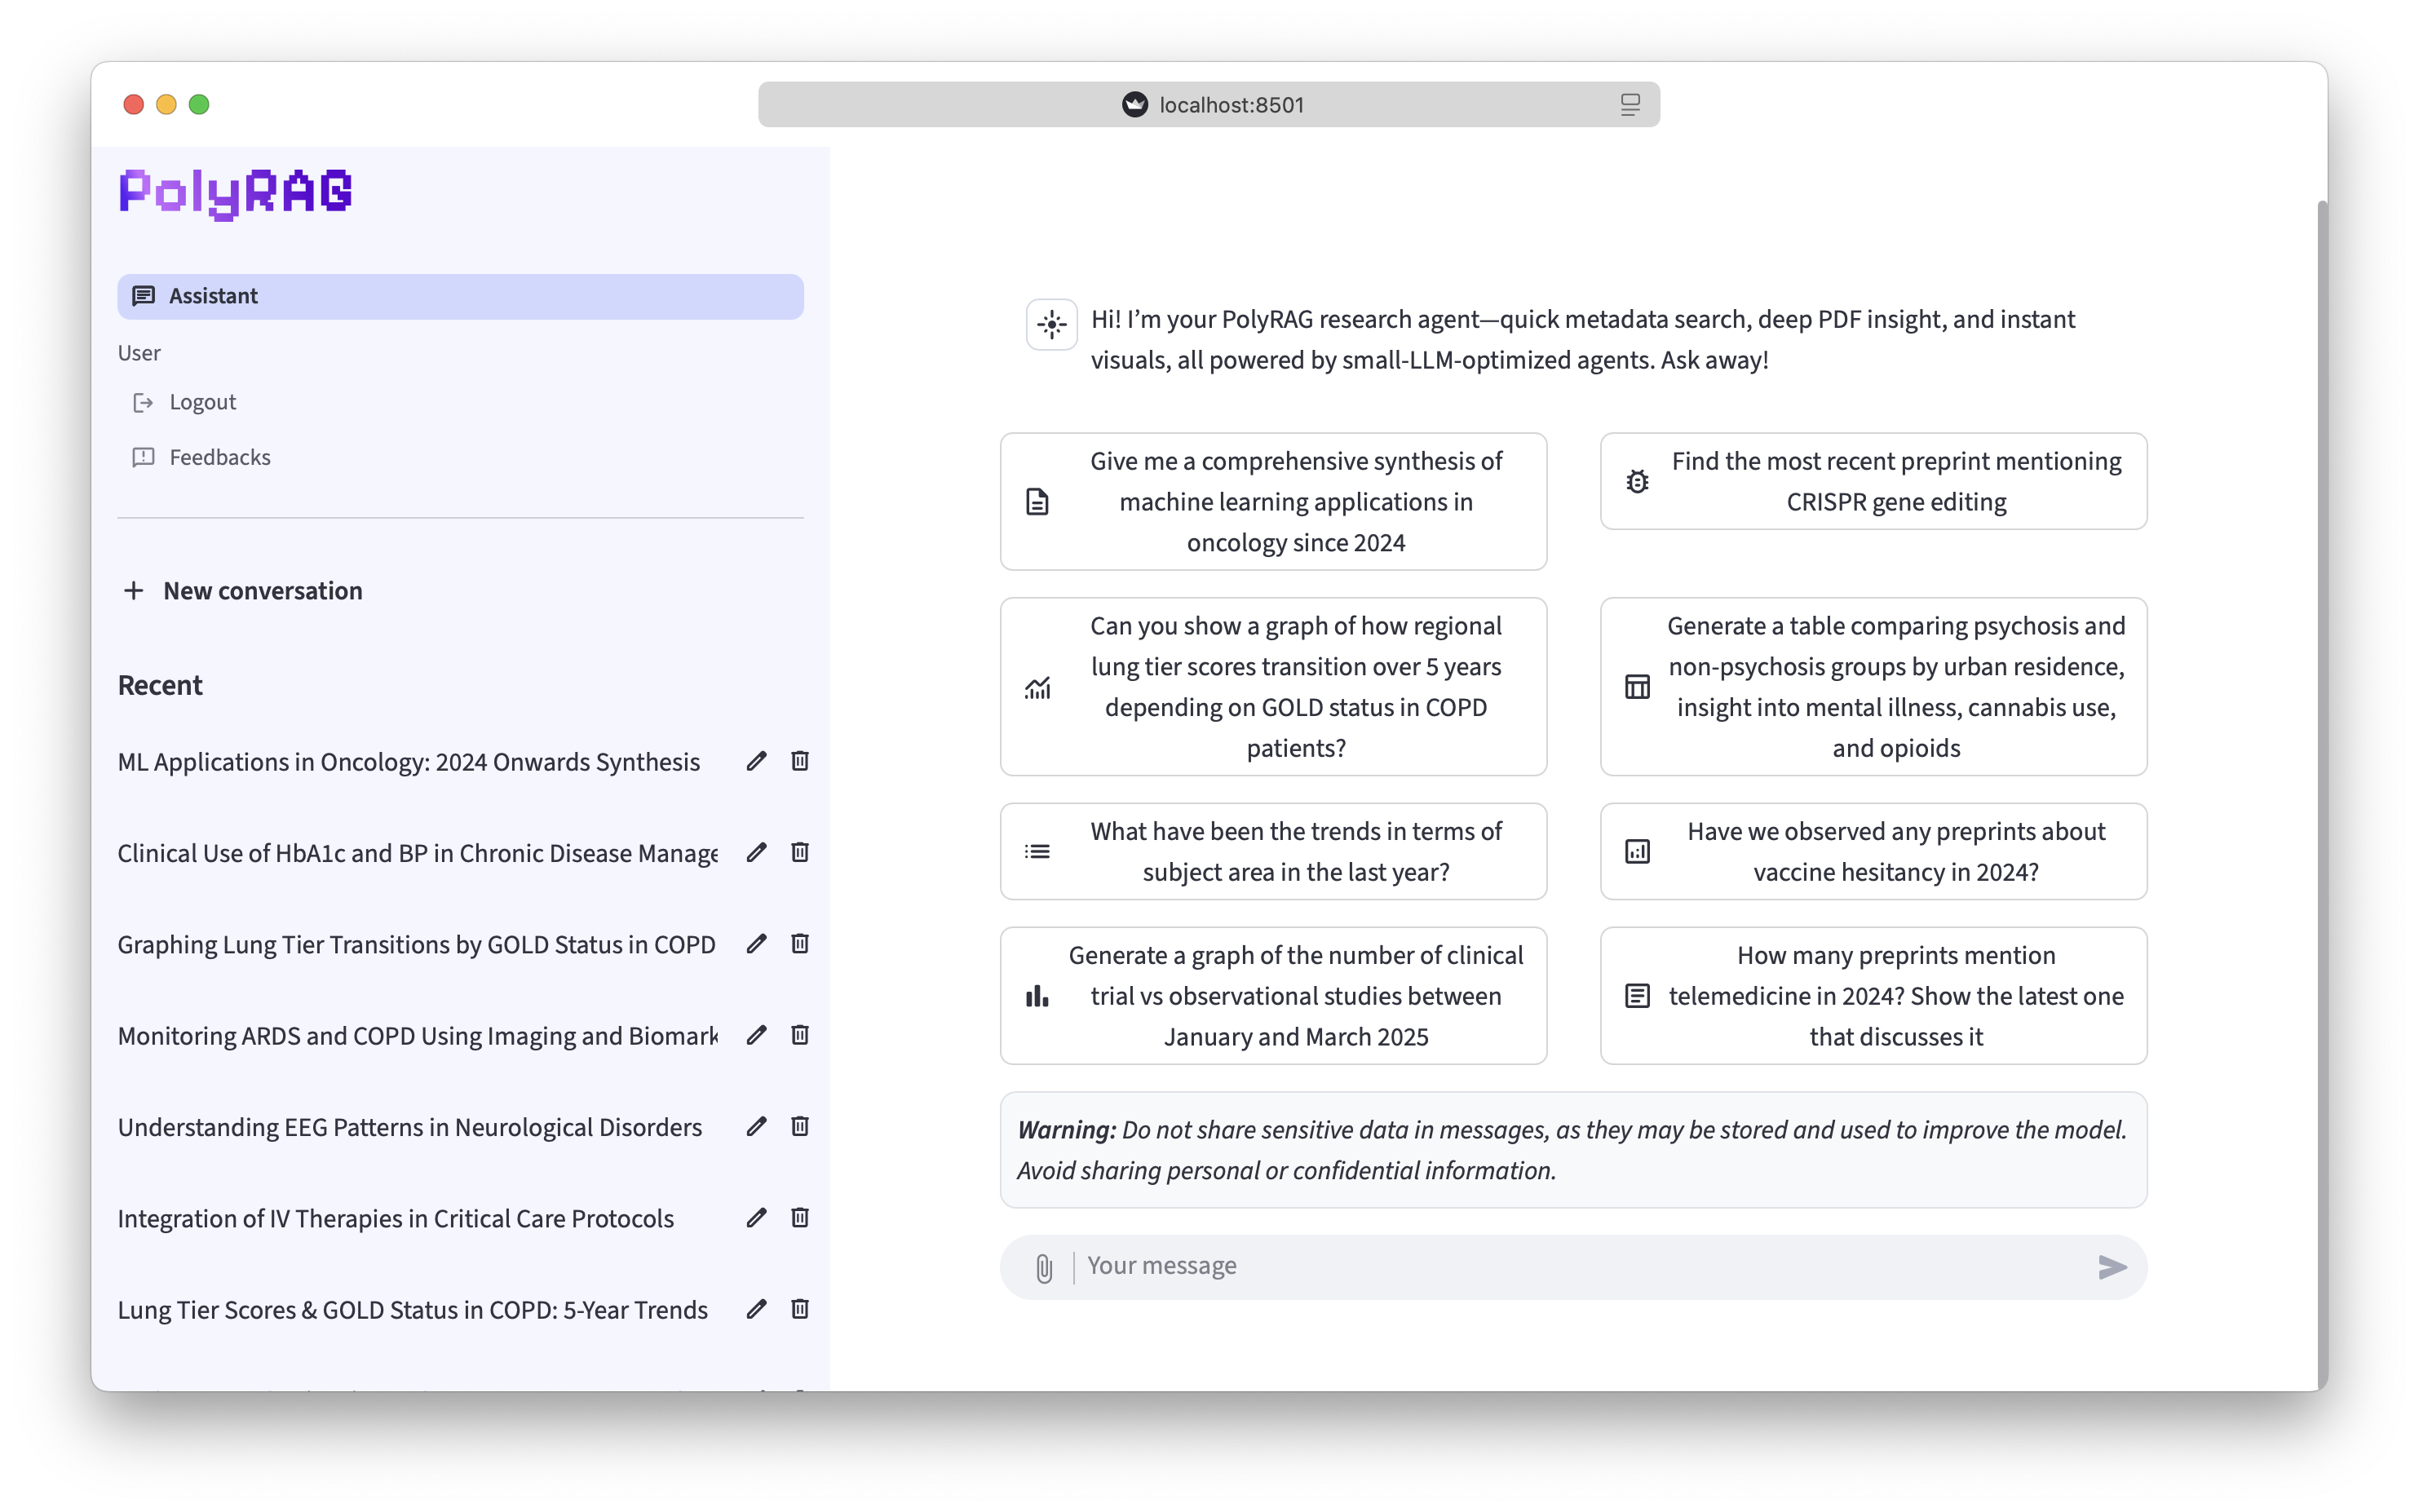 localhost:8501
PolyRAG
Assistant
User
Logout
Feedbacks
New conversation
Recent
ML Applications in Oncology: 2024 Onwards Synthesis
Clinical Use of HbA1c and BP in Chronic Disease Manage
Graphing Lung Tier Transitions by GOLD Status in COPD
Monitoring ARDS and COPD Using Imaging and Biomark
Understanding EEG Patterns in Neurological Disorders
Integration of IV Therapies in Critical Care Protocols
Lung Tier Scores & GOLD Status in COPD: 5-Year Trends
Hi! I’m your PolyRAG research agent—quick metadata search, deep PDF insight, and instant
visuals, all powered by small-LLM-optimized agents. Ask away!
Give me a comprehensive synthesis of
machine learning applications in
oncology since 2024
Find the most recent preprint mentioning
CRISPR gene editing
Can you show a graph of how regional
lung tier scores transition over 5 years
depending on GOLD status in COPD
patients?
Generate a table comparing psychosis and
non-psychosis groups by urban residence,
insight into mental illness, cannabis use,
and opioids
What have been the trends in terms of
subject area in the last year?
Have we observed any preprints about
vaccine hesitancy in 2024?
Generate a graph of the number of clinical
trial vs observational studies between
January and March 2025
How many preprints mention
telemedicine in 2024? Show the latest one
that discusses it
Warning: Do not share sensitive data in messages, as they may be stored and used to improve the model.
Avoid sharing personal or confidential information.
Your message